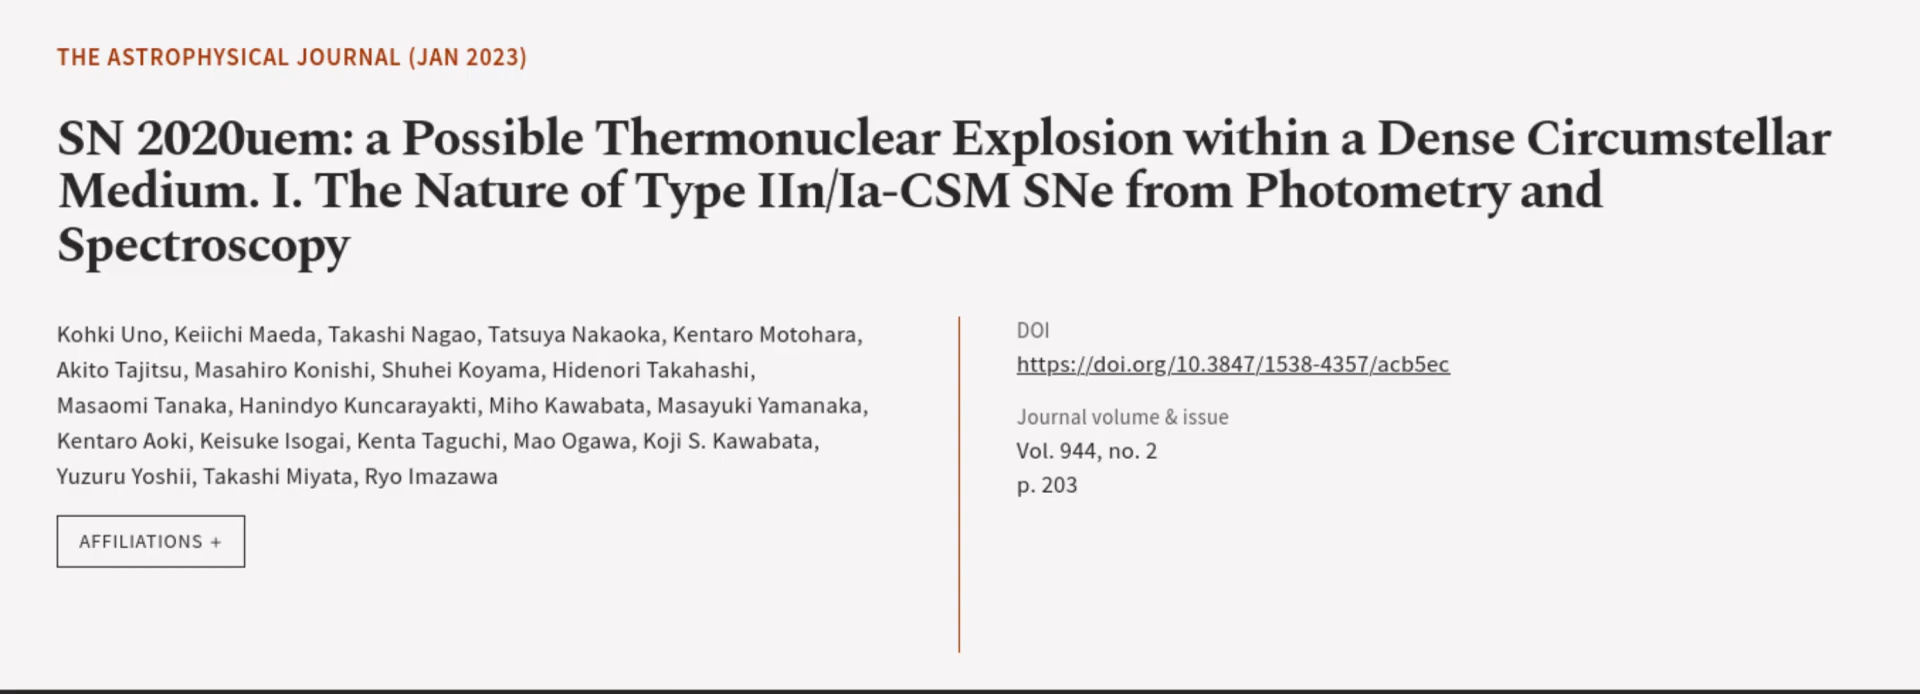 THE ASTROPHYSICAL JOURNAL (JAN 2023)
SN 2020uem: a Possible Thermonuclear Explosion within a Dense Circumstellar
Medium. I. The Nature of Type IIn/Ia-CSM SNe from Photometry and
Spectroscopy
Kohki Uno, Keiichi Maeda, Takashi Nagao, Tatsuya Nakaoka, Kentaro Motohara,
Akito Tajitsu, Masahiro Konishi, Shuhei Koyama, Hidenori Takahashi,
Masaomi Tanaka, Hanindyo Kuncarayakti, Miho Kawabata, Masayuki Yamanaka,
Kentaro Aoki, Keisuke Isogai, Kenta Taguchi, Mao Ogawa, Koji S. Kawabata,
Yuzuru Yoshii, Takashi Miyata, Ryo Imazawa
AFFILIATIONS +
DOI
https://doi.org/10.3847/1538-4357/acb5ec
Journal volume & issue
Vol. 944, no. 2
p. 203